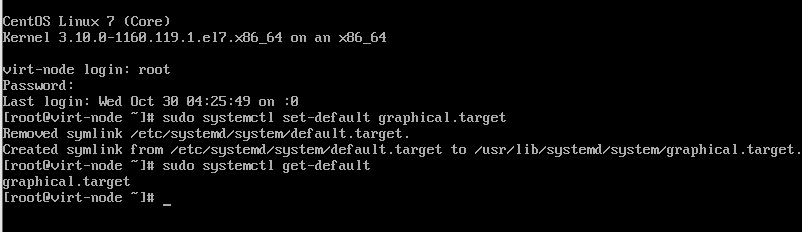 CentOS Linux 7 (Core)
Kernel 3.10.0-1160.119.1.el7.x86_64 on an x86_64
virt-node login: root
Password:
Last login: Wed Oct 30 04:25:49 on :0
[root@virt-node ~]# sudo systemctl set-default graphical.target
Removed symlink /etc/systemd/system/default.target.
Created symlink from /etc/systemd/system/default.target to /usr/lib/systemd/system/graphical.target.
[root@virt-node ~]# sudo systemctl get-default
graphical.target
[root@virt-node ~]# _